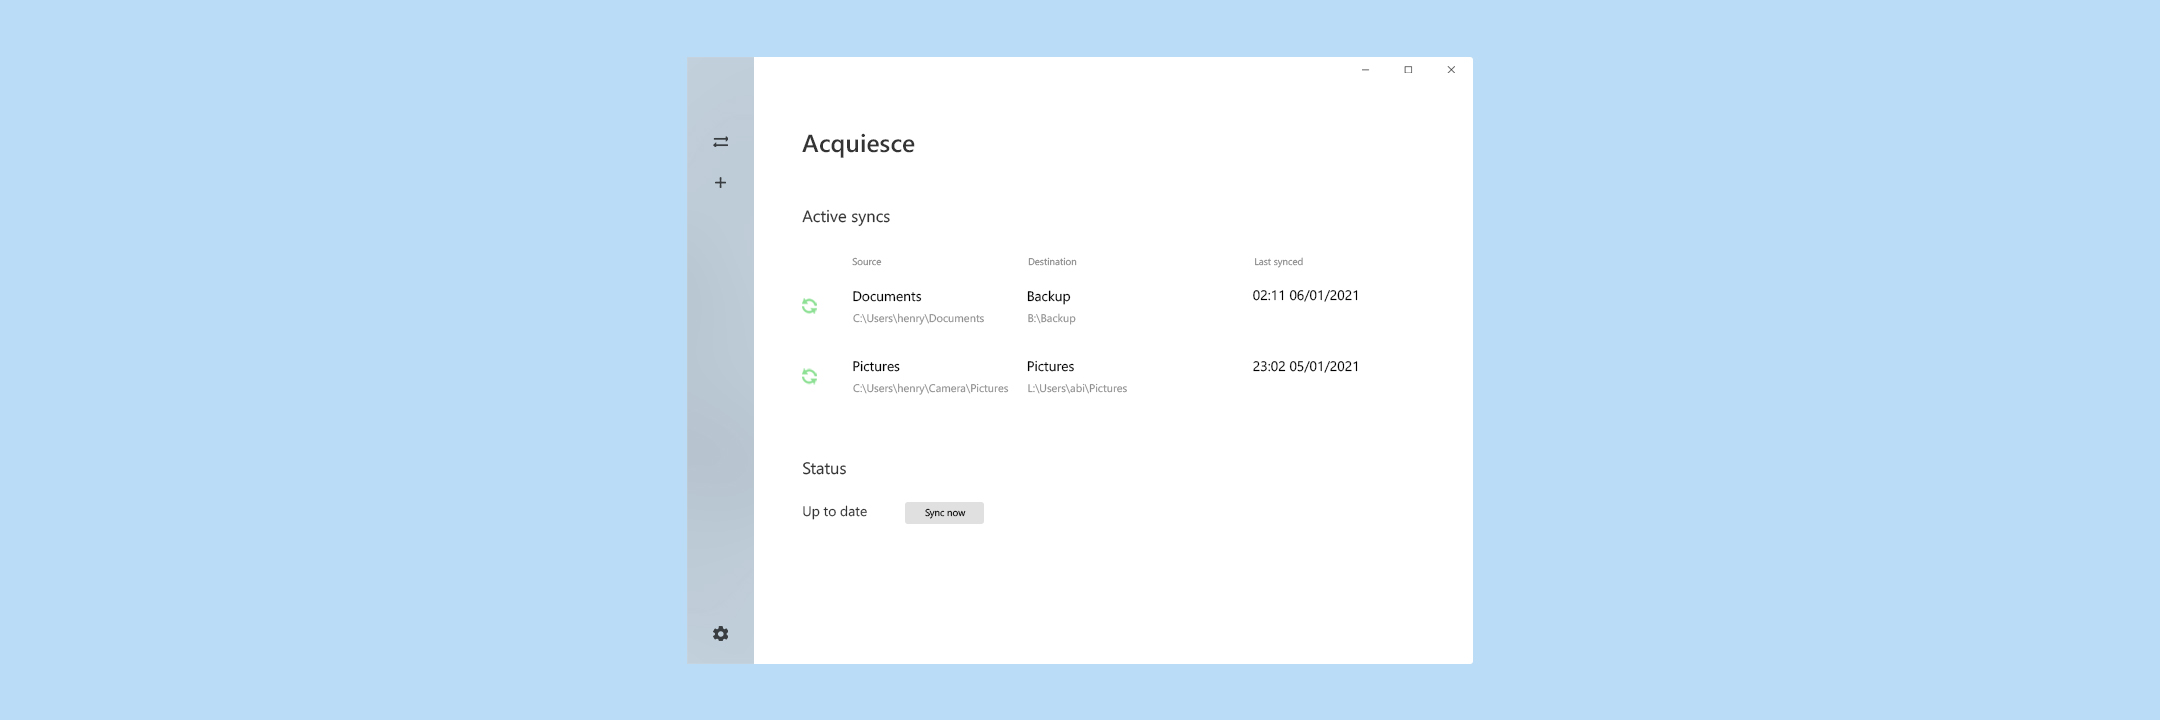 Acquiesce
Active syncs
Source Destination Last synced
Documents Backup 02:11 06/01/2021
C:\Users\henry\Documents B:\Backup
Pictures Pictures 23:02 05/01/2021
C:\Users\henry\Camera\Pictures L:\Users\abi\Pictures
Status
Up to date Sync now